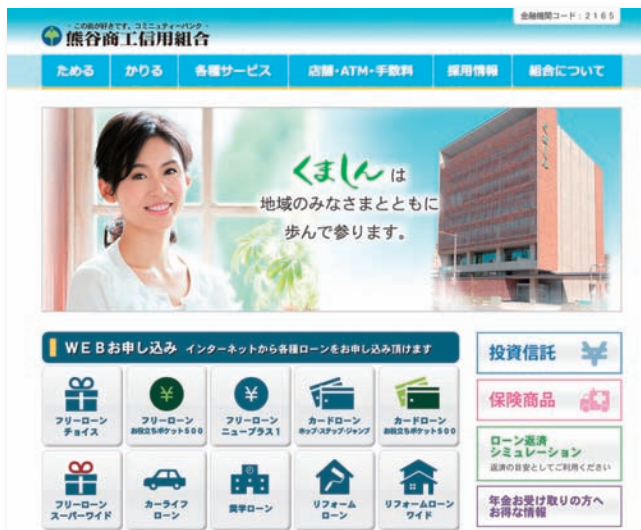 金融機関コード：2165
- この街が好きです。コミュニティーバンク -
熊谷商工信用組合
ためる
かりる
各種サービス
店舗・ATM・手数料
採用情報
組合について
くましんは
地域のみなさまとともに
歩んで参ります。
WEBお申し込み インターネットから各種ローンをお申し込み頂けます
フリーローン
チョイス
フリーローン
お役立ちポケット500
フリーローン
ニュープラス1
カードローン
ホップ・ステップ・ジャンプ
カードローン
お役立ちポケット500
フリーローン
スーパーワイド
カーライフ
ローン
奨学ローン
リフォーム
ローン
リフォームローン
ワイド
投資信託
保険商品
ローン返済
シミュレーション
返済の目安としてご利用ください
年金お受け取りの方へ
お得な情報